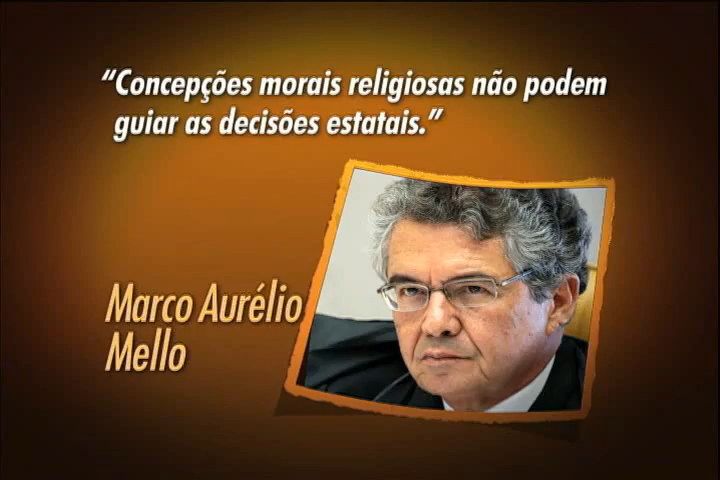 “Concepções morais religiosas não podem
guiar as decisões estatais.”
Marco Aurélio
Mello